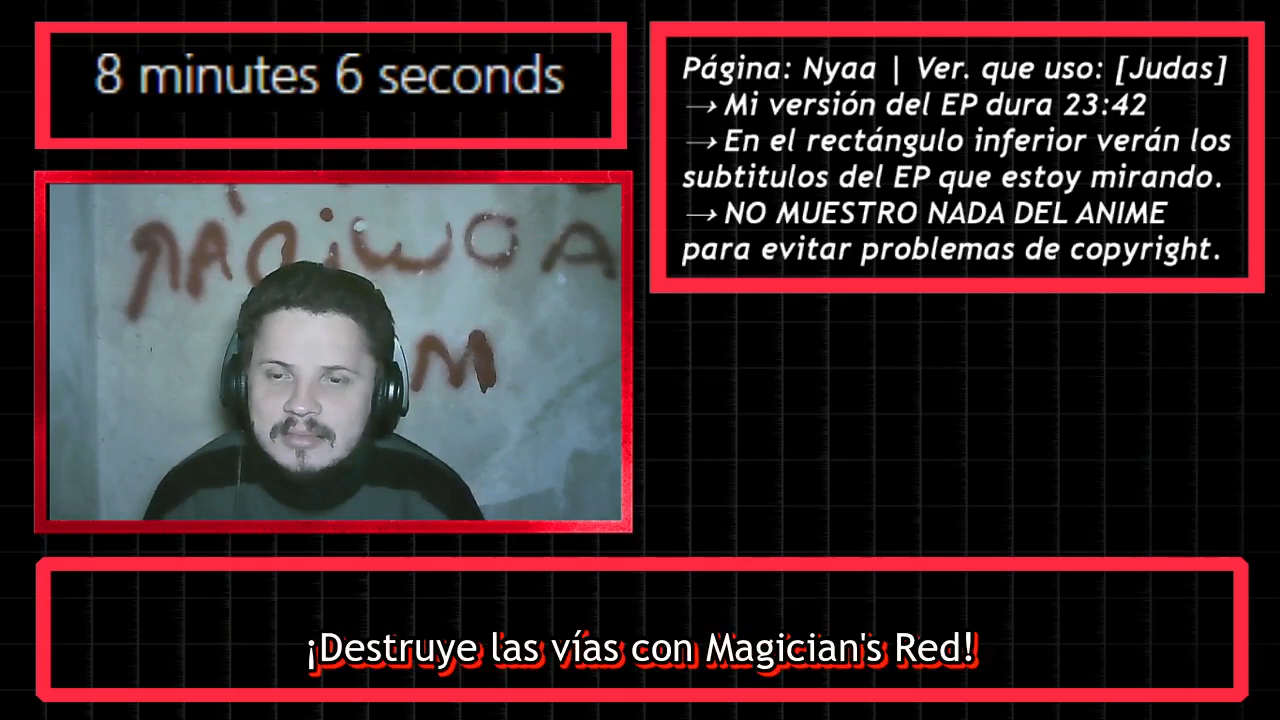 8 minutes 6 seconds
Página: Nyaa | Ver. que uso: [Judas]
→ Mi versión del EP dura 23:42
→ En el rectángulo inferior verán los
subtitulos del EP que estoy mirando.
→ NO MUESTRO NADA DEL ANIME
para evitar problemas de copyright.
¡Destruye las vías con Magician's Red!